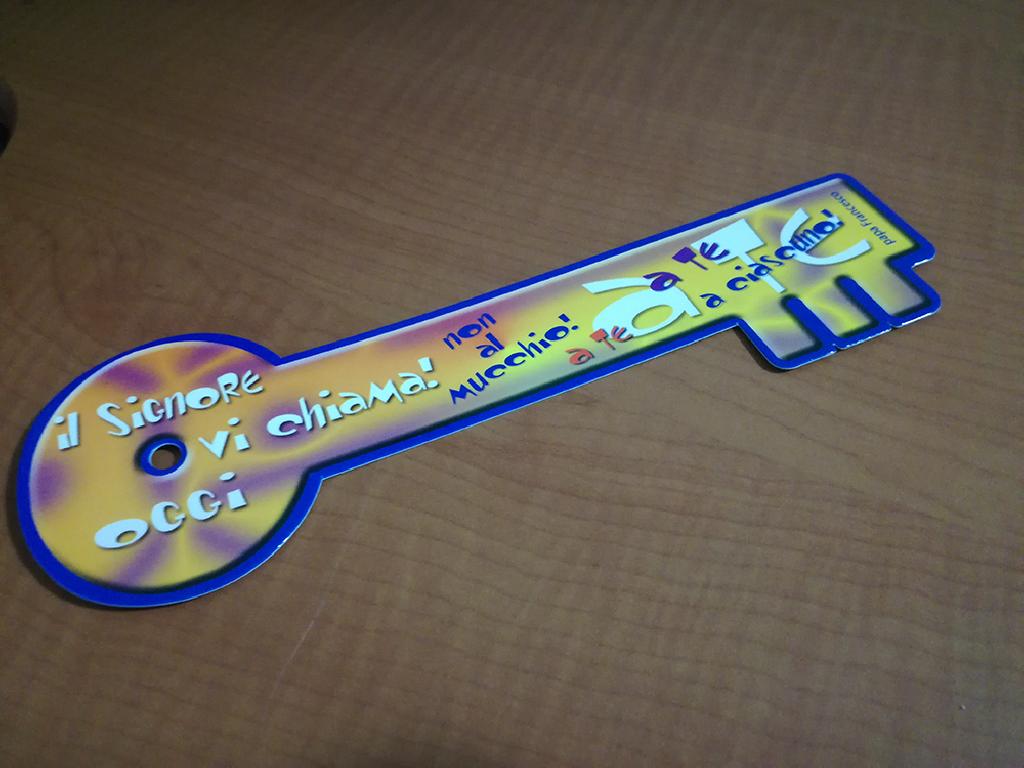 il SiGNORE
vi chiama!
OGGi
non
al
mucchio!
a TE
a TE
a TE
a ciascuno!
papa francesco